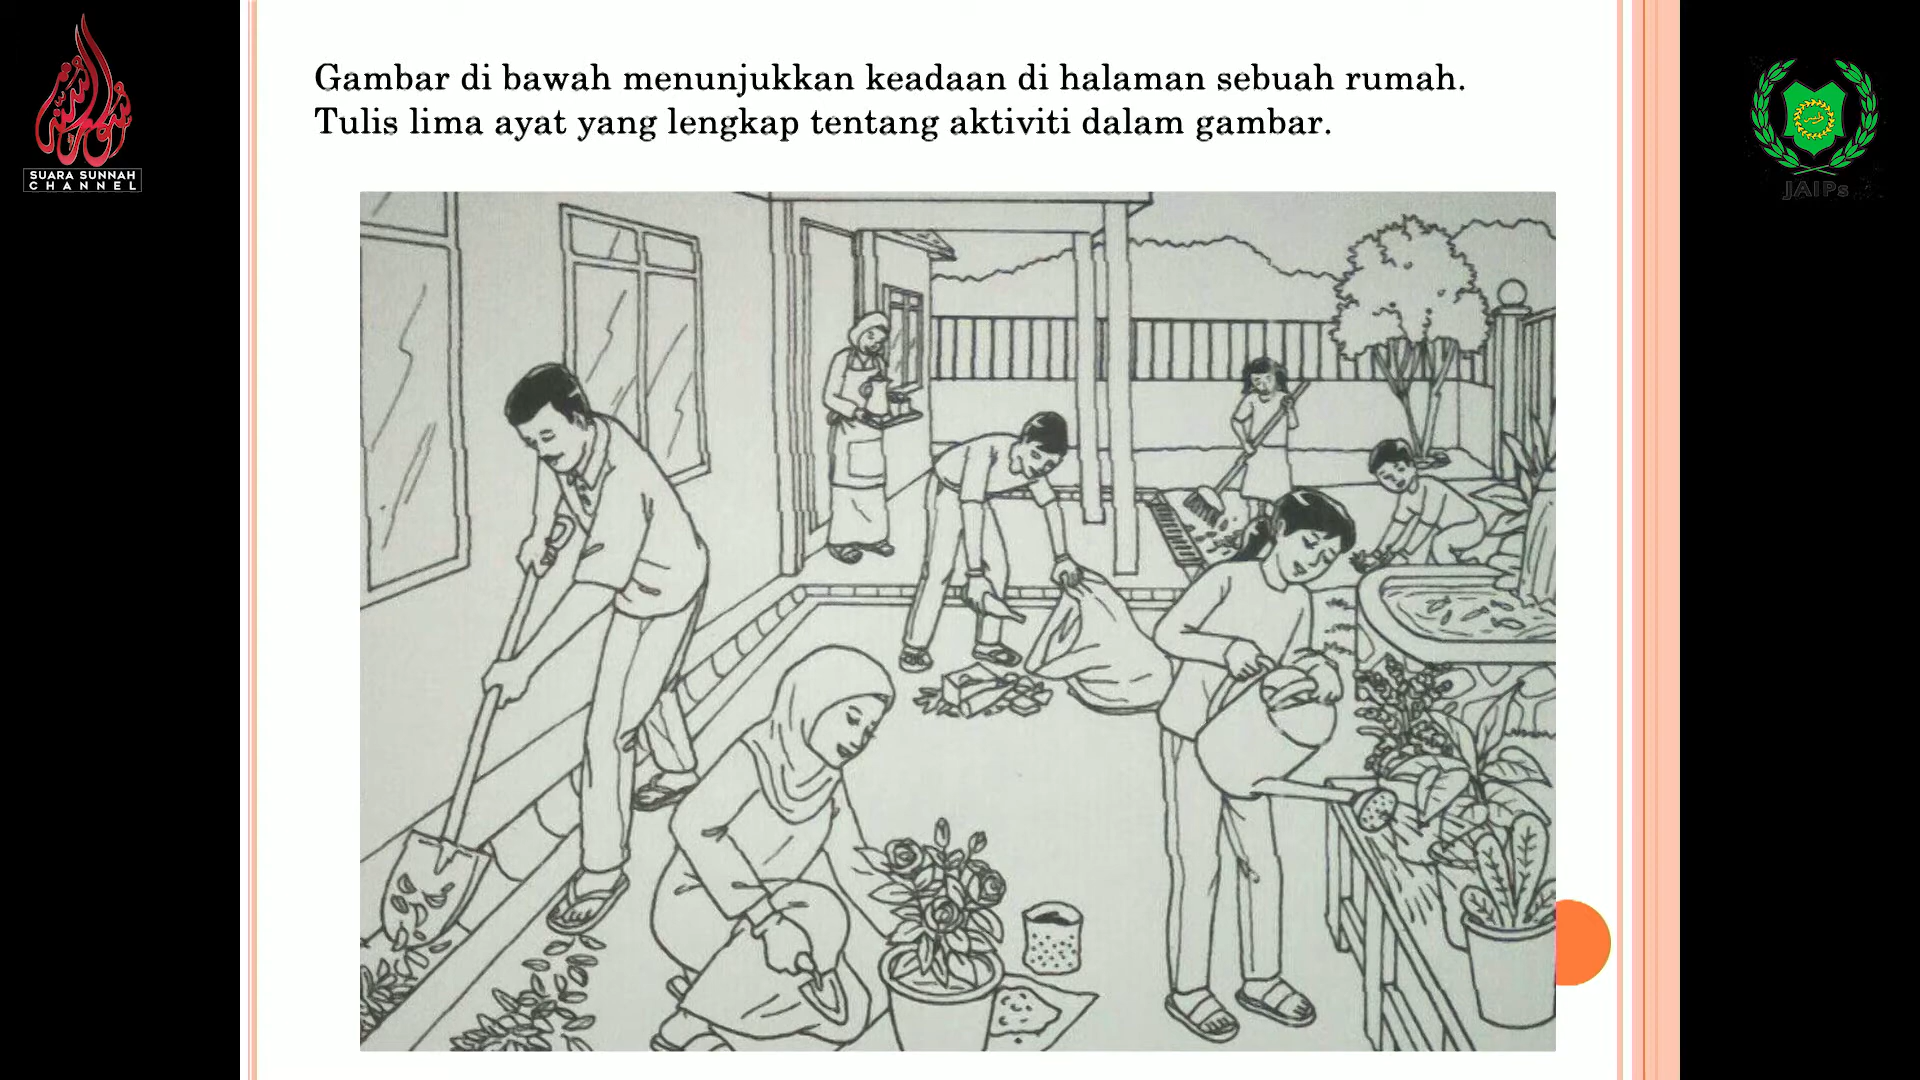 Gambar di bawah menunjukkan keadaan di halaman sebuah rumah.
Tulis lima ayat yang lengkap tentang aktiviti dalam gambar.
SUARA SUNNAH
CHANNEL
JAIPs